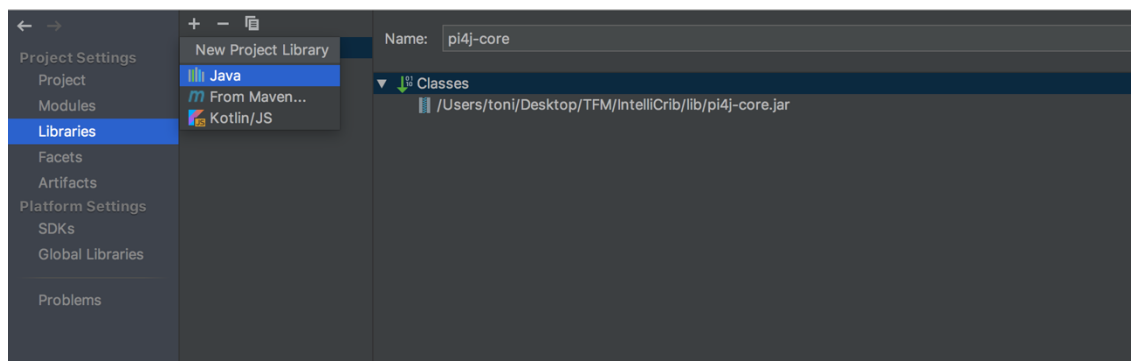 Project Settings
Project
Modules
Libraries
Facets
Artifacts
Platform Settings
SDKs
Global Libraries
Problems
New Project Library
Java
From Maven...
Kotlin/JS
Name: pi4j-core
Classes
/Users/toni/Desktop/TFM/IntelliCrib/lib/pi4j-core.jar